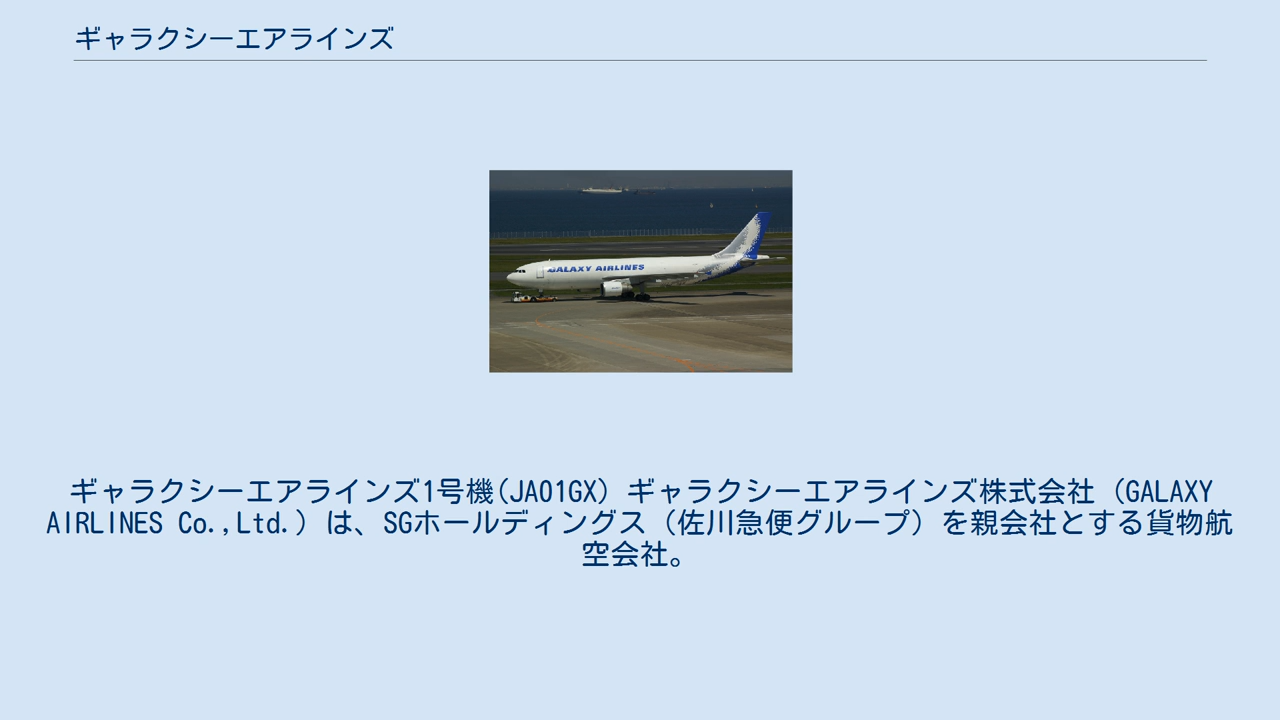 ギャラクシーエアラインズ
GALAXY AIRLINES
ギャラクシーエアラインズ1号機(JA01GX) ギャラクシーエアラインズ株式会社（GALAXY
AIRLINES Co.,Ltd.）は、SGホールディングス（佐川急便グループ）を親会社とする貨物航
空会社。